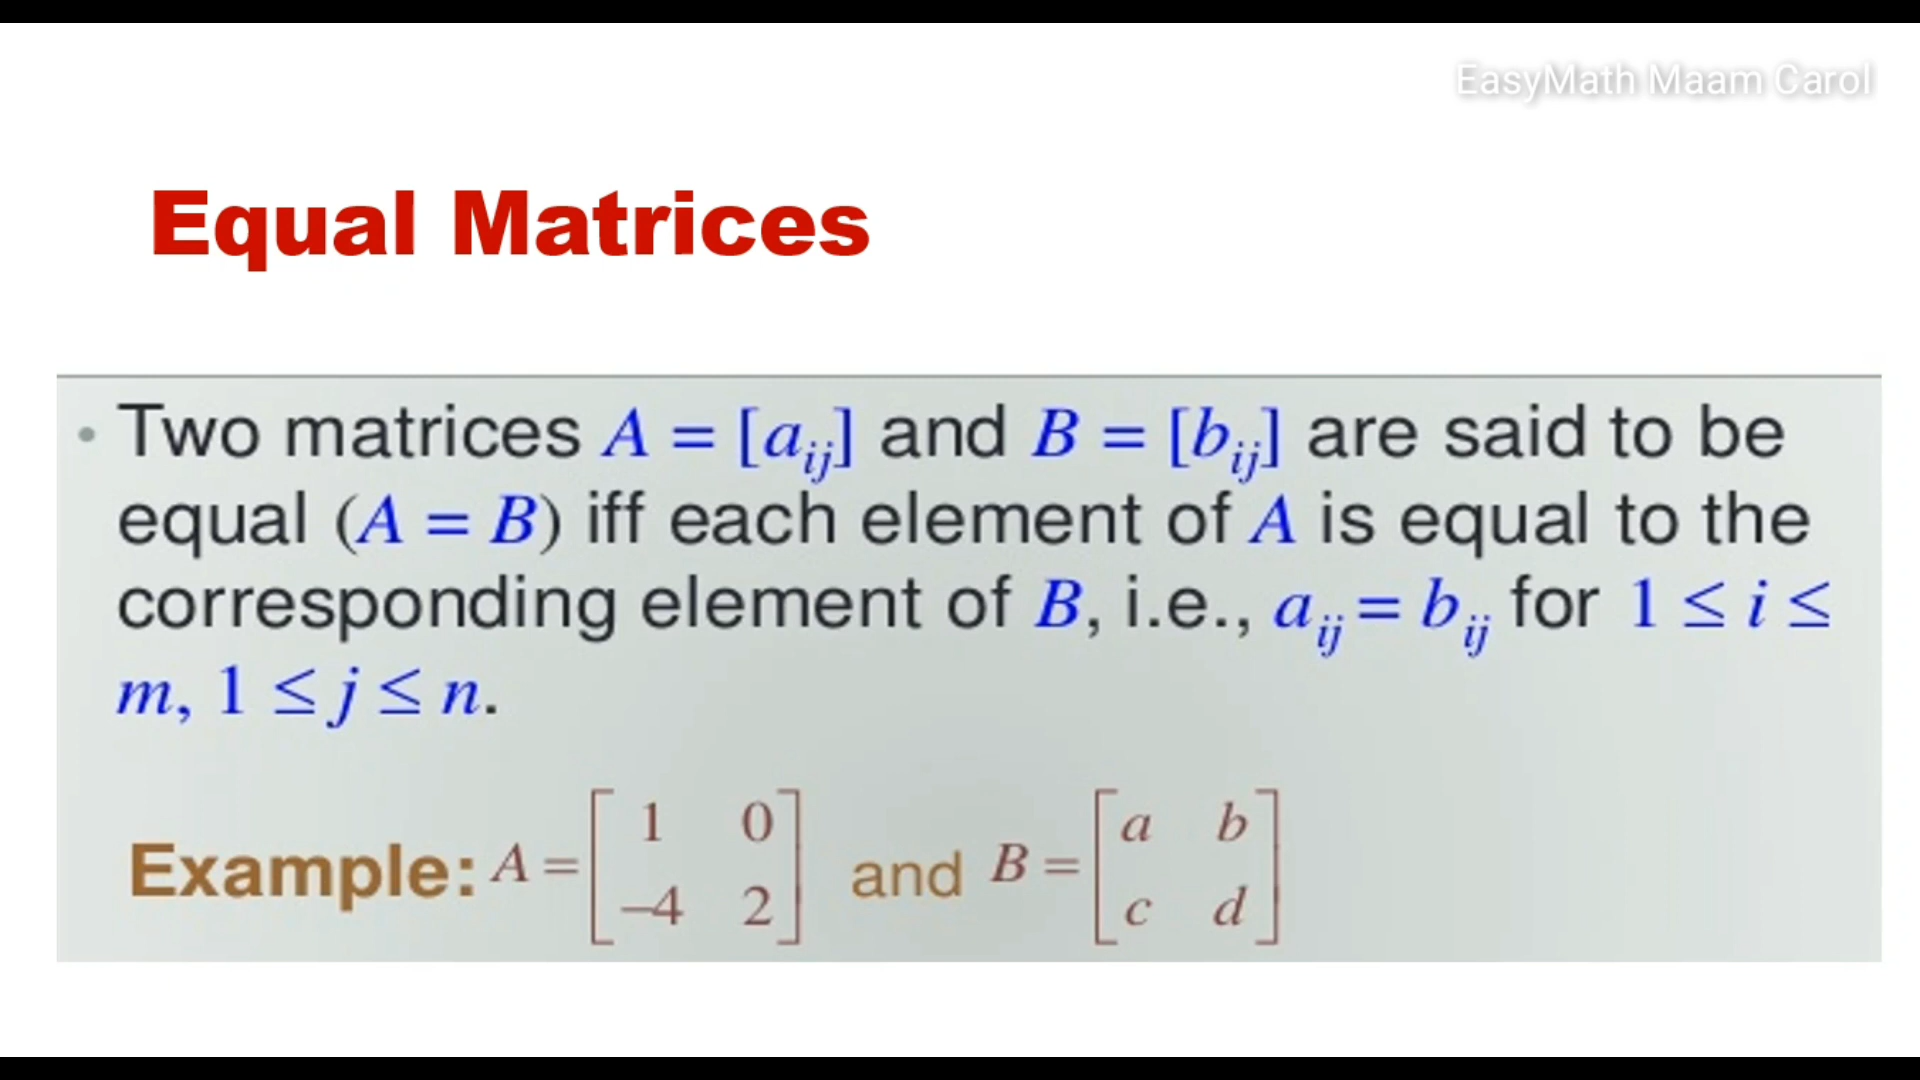 EasyMath Maam Carol
Equal Matrices
• Two matrices A = [aᵢⱼ] and B = [bᵢⱼ] are said to be
equal (A = B) iff each element of A is equal to the
corresponding element of B, i.e., aᵢⱼ = bᵢⱼ for 1 ≤ i ≤
m, 1 ≤ j ≤ n.
Example: A = [1 0; –4 2] and B = [a b; c d]